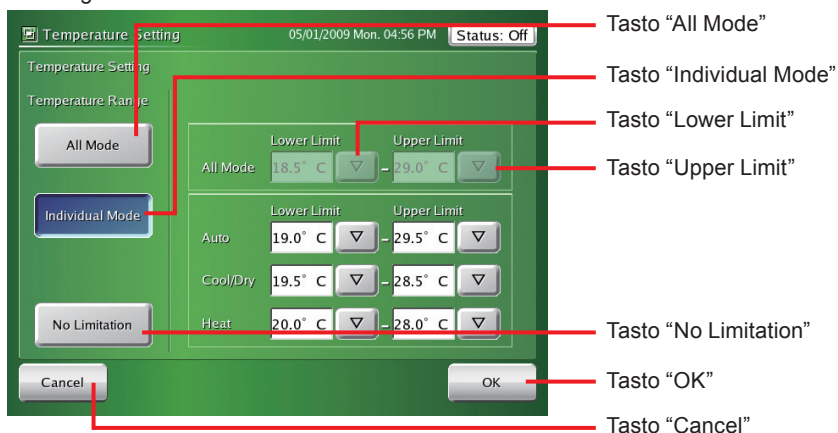 Temperature Setting 05/01/2009 Mon. 04:56 PM Status: Off
Tasto “All Mode”
Temperature Setting
Tasto “Individual Mode”
Temperature Range
Tasto “Lower Limit”
All Mode
Lower Limit Upper Limit
All Mode 18.5° C – 29.0° C
Tasto “Upper Limit”
Individual Mode
Lower Limit Upper Limit
Auto 19.0° C – 29.5° C
Cool/Dry 19.5° C – 28.5° C
No Limitation
Heat 20.0° C – 28.0° C
Tasto “No Limitation”
Cancel
OK
Tasto “OK”
Tasto “Cancel”